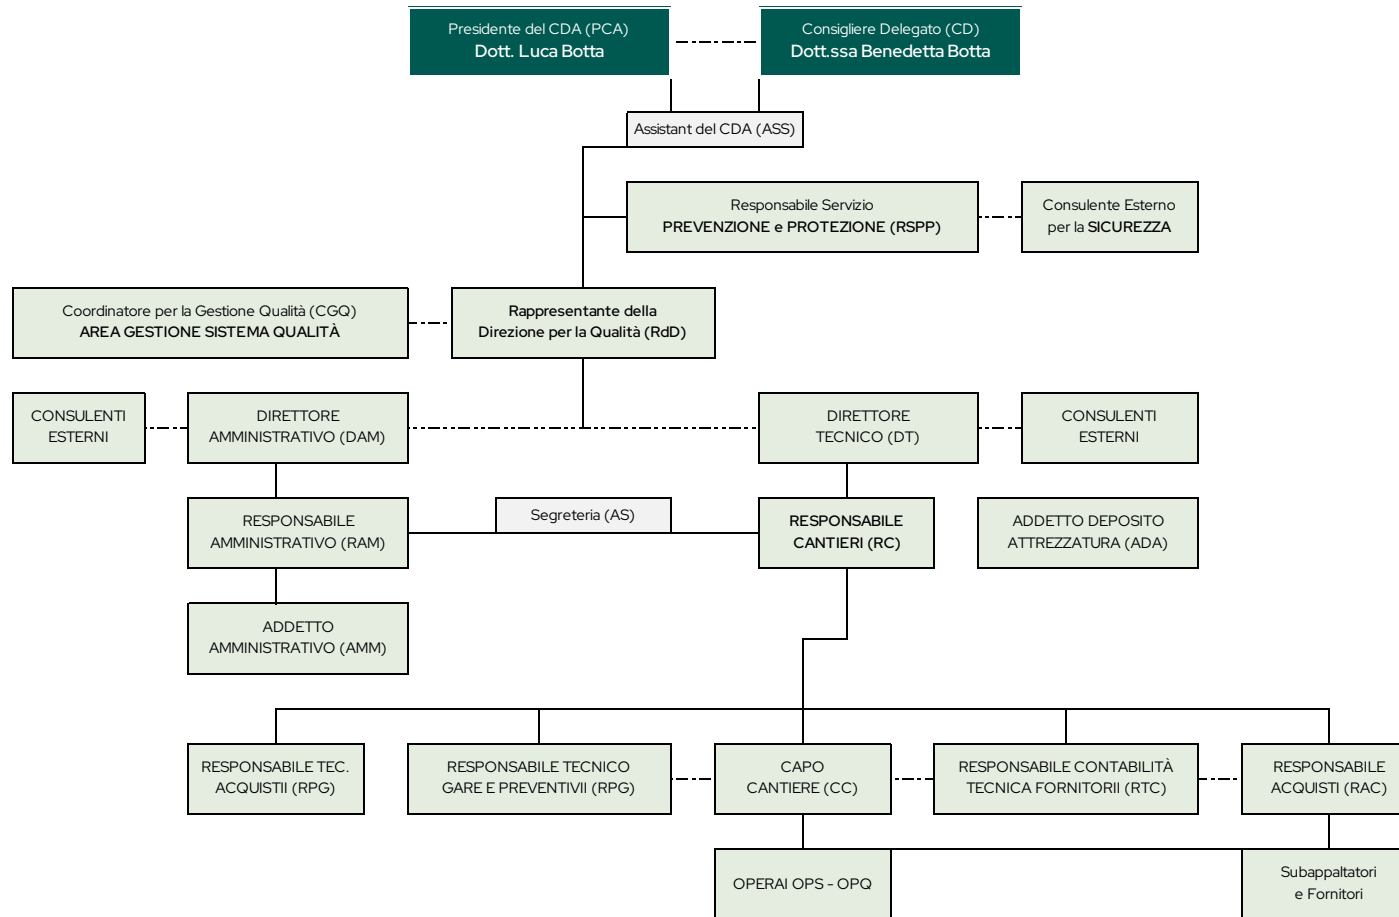 Presidente del CDA (PCA)
Dott. Luca Botta
Consigliere Delegato (CD)
Dott.ssa Benedetta Botta
Assistant del CDA (ASS)
Responsabile Servizio
PREVENZIONE e PROTEZIONE (RSPP)
Consulente Esterno
per la SICUREZZA
Coordinatore per la Gestione Qualità (CGQ)
AREA GESTIONE SISTEMA QUALITÀ
Rappresentante della
Direzione per la Qualità (RdD)
CONSULENTI
ESTERNI
DIRETTORE
AMMINISTRATIVO (DAM)
DIRETTORE
TECNICO (DT)
CONSULENTI
ESTERNI
RESPONSABILE
AMMINISTRATIVO (RAM)
Segreteria (AS)
RESPONSABILE
CANTIERI (RC)
ADDETTO DEPOSITO
ATTREZZATURA (ADA)
ADDETTO
AMMINISTRATIVO (AMM)
RESPONSABILE TEC.
ACQUISTII (RPG)
RESPONSABILE TECNICO
GARE E PREVENTIVII (RPG)
CAPO
CANTIERE (CC)
RESPONSABILE CONTABILITÀ
TECNICA FORNITORII (RTC)
RESPONSABILE
ACQUISTI (RAC)
OPERAI OPS - OPQ
Subappaltatori
e Fornitori